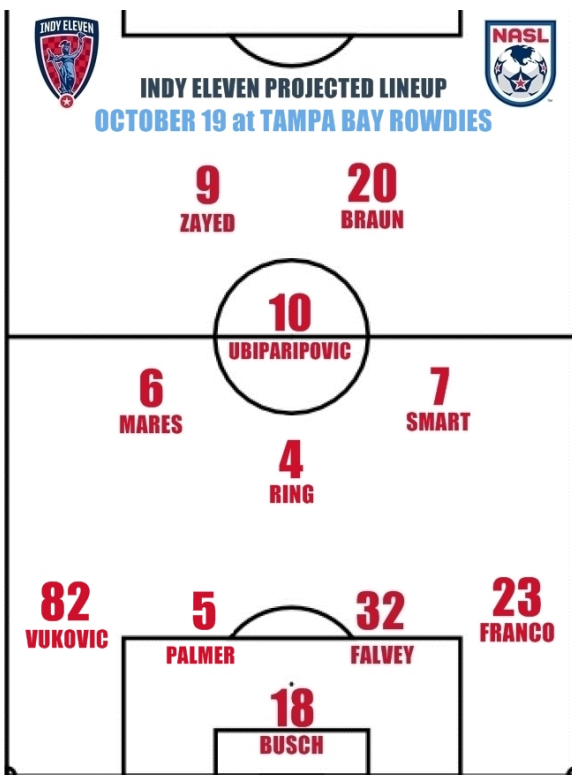 INDY ELEVEN
NASL
INDY ELEVEN PROJECTED LINEUP
OCTOBER 19 at TAMPA BAY ROWDIES
9
ZAYED
20
BRAUN
10
UBIPARIPOVIC
6
MARES
7
SMART
4
RING
82
VUKOVIC
5
PALMER
32
FALVEY
23
FRANCO
18
BUSCH